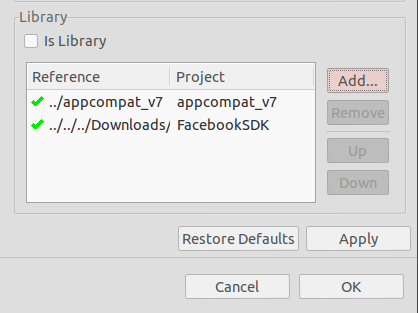 Library
Is Library
Reference Project
../appcompat_v7 appcompat_v7
../../../Downloads/ FacebookSDK
Add...
Remove
Up
Down
Restore Defaults Apply
Cancel OK